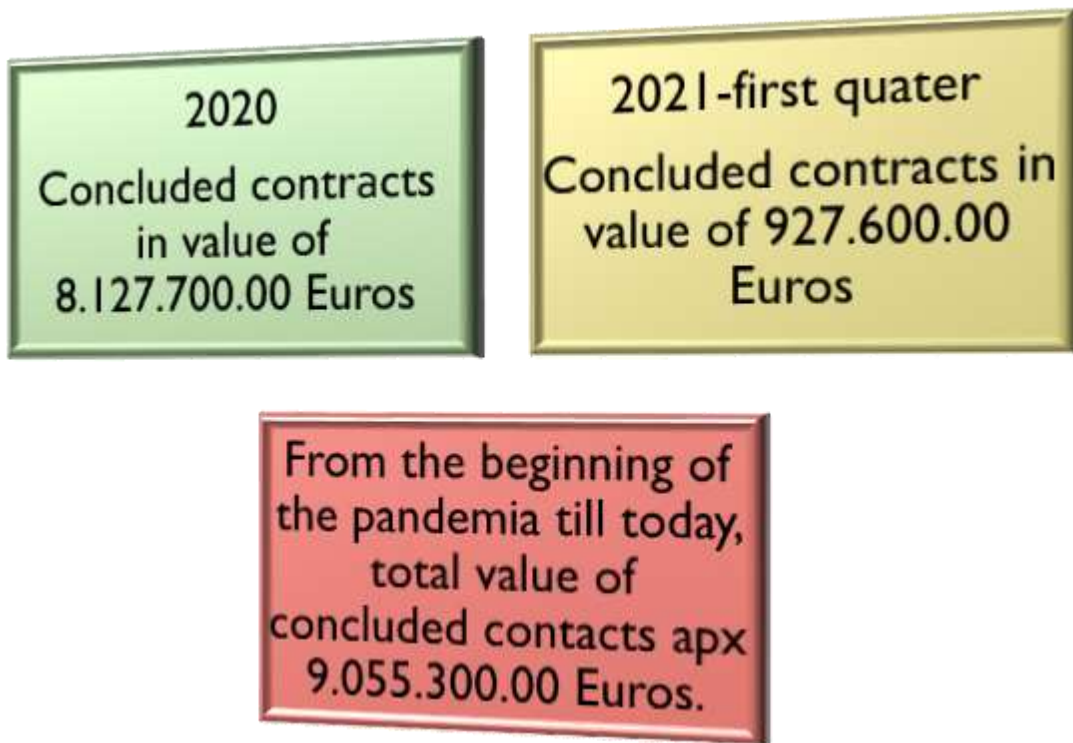 2020
Concluded contracts
in value of
8.127.700.00 Euros
2021-first quater
Concluded contracts in
value of 927.600.00
Euros
From the beginning of
the pandemia till today,
total value of
concluded contacts apx
9.055.300.00 Euros.